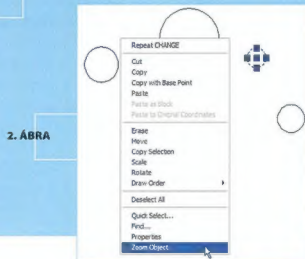 Repeat CHANGE
Cut
Copy
Copy with Base Point
Paste
Paste as Block
Paste to Original Coordinates
Erase
Move
Copy Selection
Scale
Rotate
Draw Order
Deselect All
Quick Select...
Find...
Properties
Zoom Object
2. ÁBRA